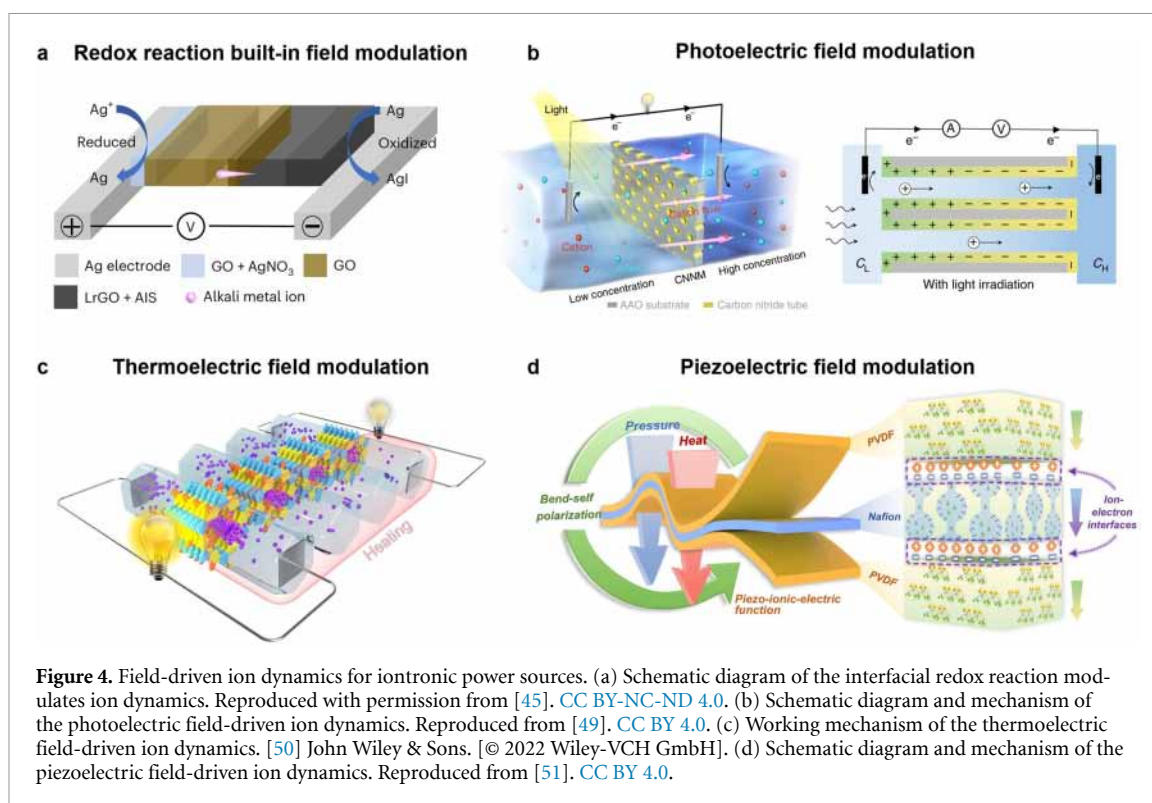 a Redox reaction built-in field modulation
Ag⁺
Reduced
Ag
Ag
Oxidized
AgI
+
V
−
Ag electrode
GO + AgNO₃
GO
LrGO + AIS
Alkali metal ion
b Photoelectric field modulation
Light
e⁻
e⁻
Cation flow
Cation
Low concentration
CNNM
High concentration
AAO substrate
Carbon nitride tube
e⁻
A
V
e⁻
C_L
C_H
With light irradiation
c Thermoelectric field modulation
Heating
d Piezoelectric field modulation
Pressure
Heat
Bend-self
polarization
Piezo-ionic-electric
function
PVDF
Nafion
PVDF
Ion-
electron
interfaces
Figure 4. Field-driven ion dynamics for iontronic power sources. (a) Schematic diagram of the interfacial redox reaction mod-
ulates ion dynamics. Reproduced with permission from [45]. CC BY-NC-ND 4.0. (b) Schematic diagram and mechanism of
the photoelectric field-driven ion dynamics. Reproduced from [49]. CC BY 4.0. (c) Working mechanism of the thermoelectric
field-driven ion dynamics. [50] John Wiley & Sons. [© 2022 Wiley-VCH GmbH]. (d) Schematic diagram and mechanism of the
piezoelectric field-driven ion dynamics. Reproduced from [51]. CC BY 4.0.